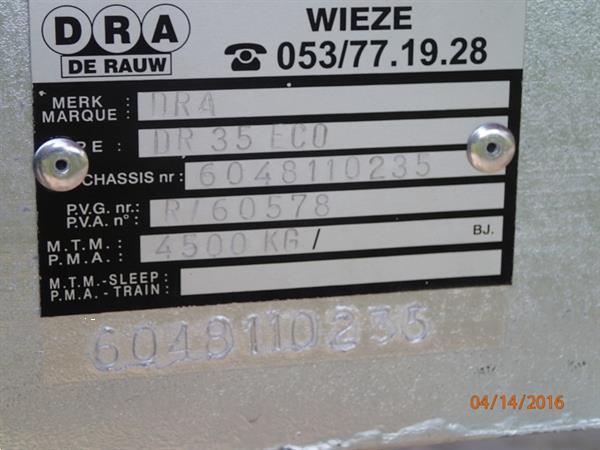 DRA
DE RAUW
WIEZE
☎ 053/77.19.28
MERK :
MARQUE :
DRA
PE :
DR 35 ECO
CHASSIS nr :
6048110235
P.V.G. nr. :
P.V.A. n° :
R/60578
M.T.M. :
P.M.A. :
4500 KG /
BJ.
M.T.M.-SLEEP. :
P.M.A. - TRAIN :
6048110235
04/14/2016